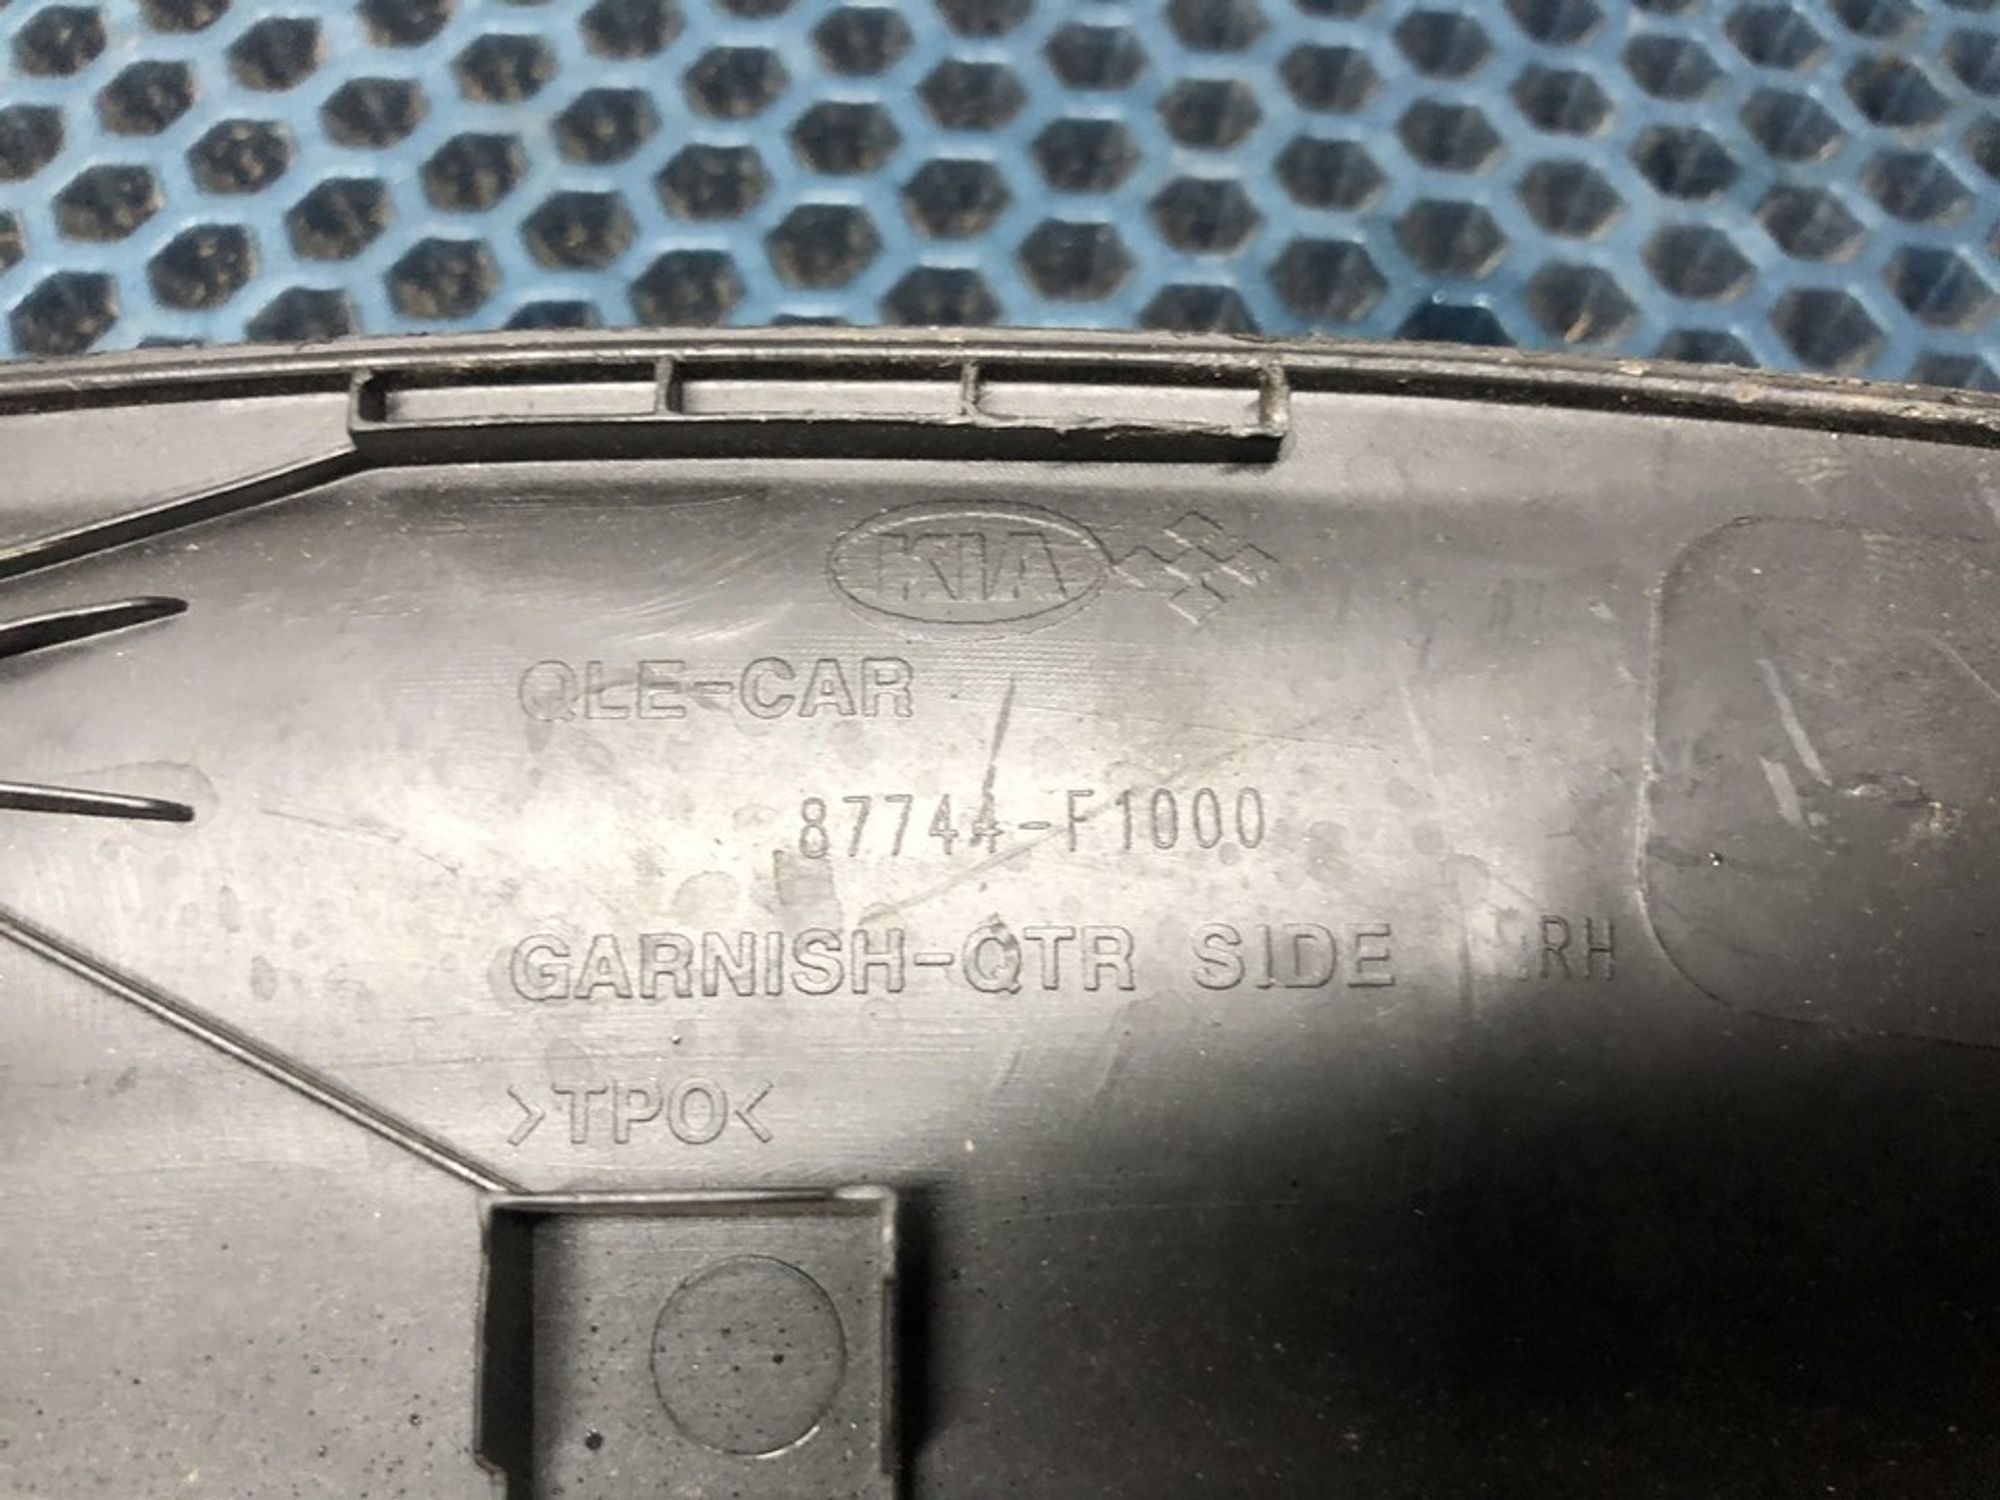 KIA
QLE-CAR
87744-F1000
GARNISH-QTR SIDE RH
>TPO<